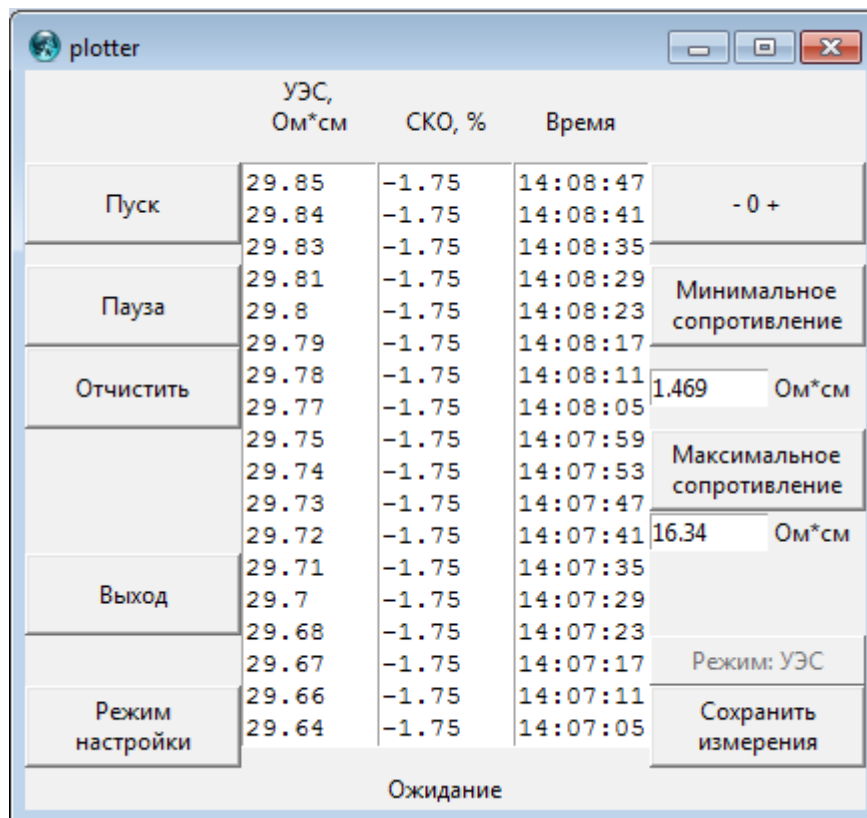 plotter
УЭС,
Ом*см
СКО, %
Время
Пуск
Пауза
Отчистить
Выход
Режим
настройки
29.85 -1.75 14:08:47
29.84 -1.75 14:08:41
29.83 -1.75 14:08:35
29.81 -1.75 14:08:29
29.8 -1.75 14:08:23
29.79 -1.75 14:08:17
29.78 -1.75 14:08:11
29.77 -1.75 14:08:05
29.75 -1.75 14:07:59
29.74 -1.75 14:07:53
29.73 -1.75 14:07:47
29.72 -1.75 14:07:41
29.71 -1.75 14:07:35
29.7 -1.75 14:07:29
29.68 -1.75 14:07:23
29.67 -1.75 14:07:17
29.66 -1.75 14:07:11
29.64 -1.75 14:07:05
- 0 +
Минимальное
сопротивление
1.469 Ом*см
Максимальное
сопротивление
16.34 Ом*см
Режим: УЭС
Сохранить
измерения
Ожидание